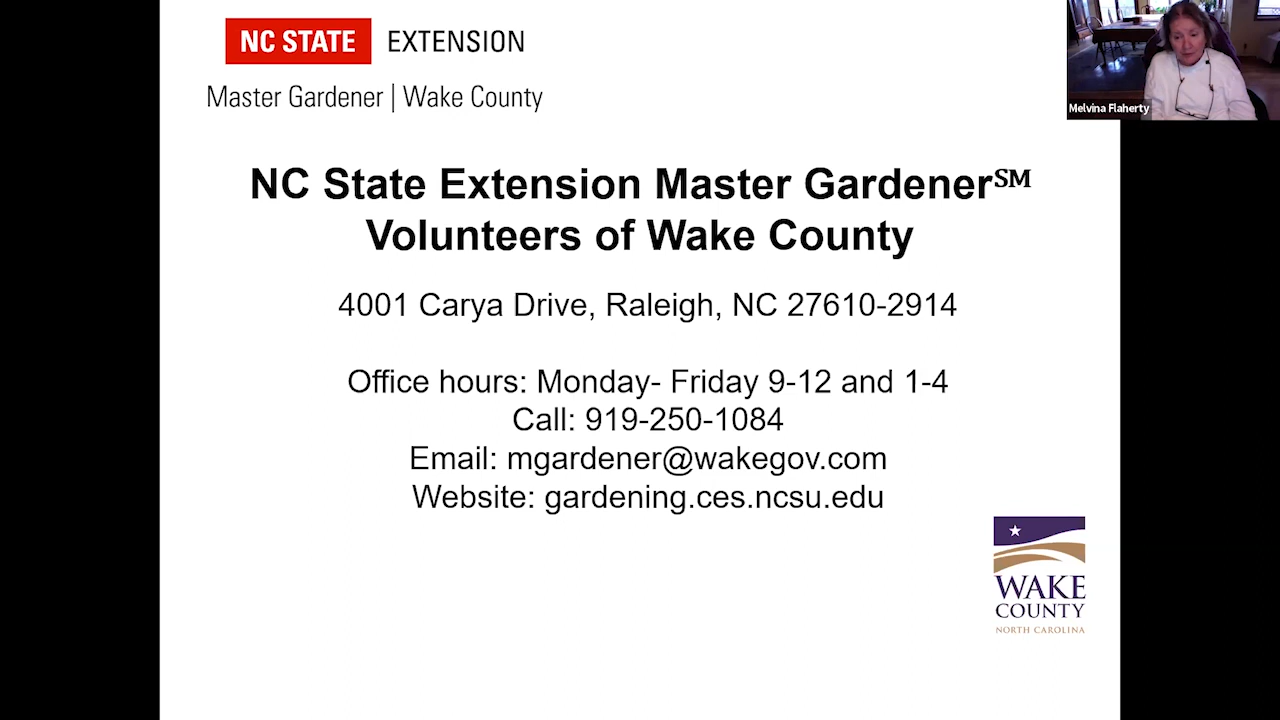 NC STATE EXTENSION
Master Gardener | Wake County
Melvina Flaherty
NC State Extension Master Gardener℠
Volunteers of Wake County
4001 Carya Drive, Raleigh, NC 27610-2914
Office hours: Monday- Friday 9-12 and 1-4
Call: 919-250-1084
Email: mgardener@wakegov.com
Website: gardening.ces.ncsu.edu
WAKE
COUNTY
NORTH CAROLINA